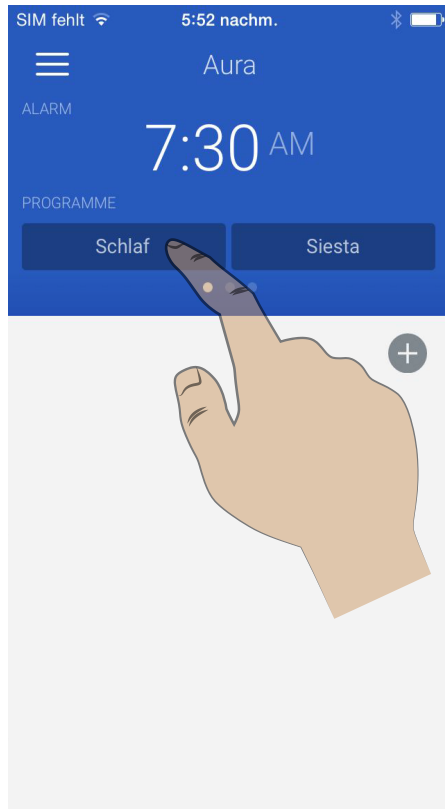 SIM fehlt 5:52 nachm.
Aura
ALARM
7:30 AM
PROGRAMME
Schlaf Siesta